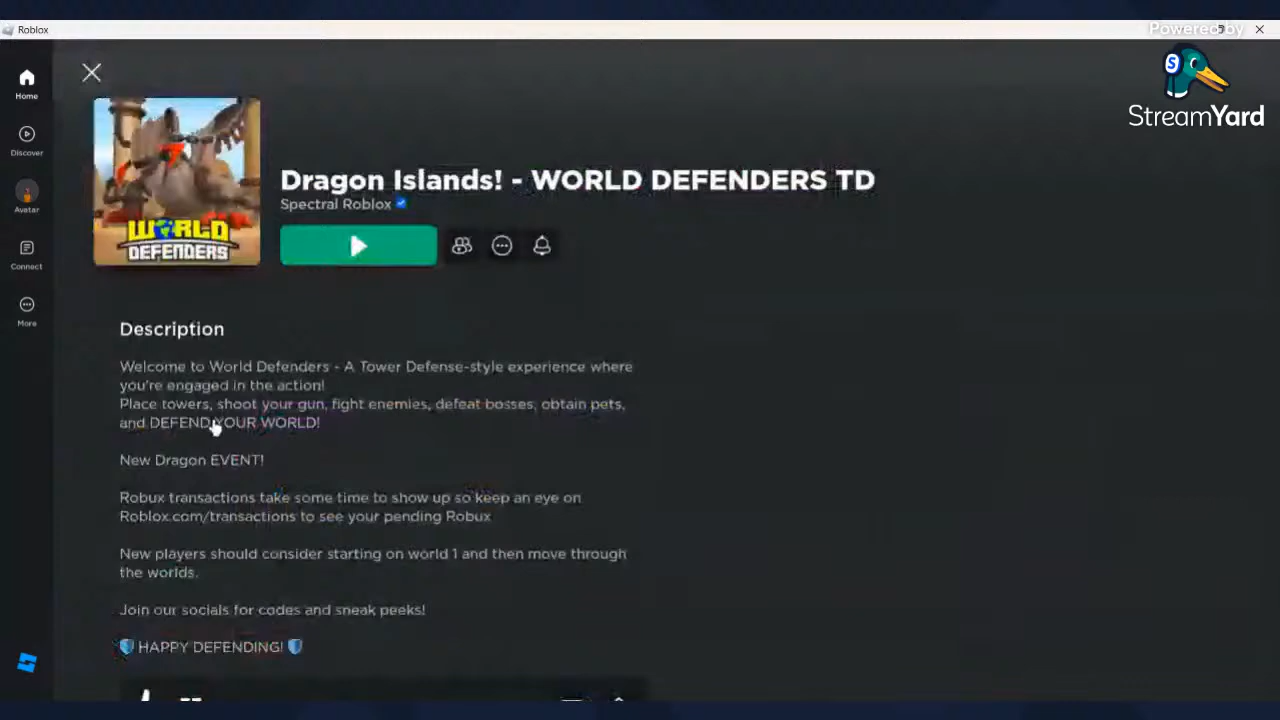 Roblox
Powered by
StreamYard
Home
Discover
Avatar
Connect
More
WORLD
DEFENDERS
Dragon Islands! - WORLD DEFENDERS TD
Spectral Roblox
Description
Welcome to World Defenders - A Tower Defense-style experience where
you're engaged in the action!
Place towers, shoot your gun, fight enemies, defeat bosses, obtain pets,
and DEFEND YOUR WORLD!
New Dragon EVENT!
Robux transactions take some time to show up so keep an eye on
Roblox.com/transactions to see your pending Robux
New players should consider starting on world 1 and then move through
the worlds.
Join our socials for codes and sneak peeks!
🛡️ HAPPY DEFENDING! 🛡️